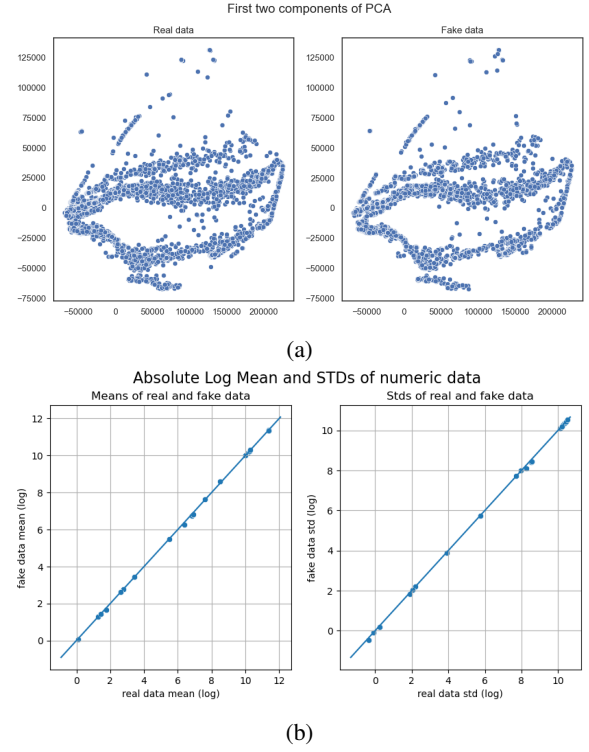 First two components of PCA
Real data
Fake data
125000
100000
75000
50000
25000
0
−25000
−50000
−75000
−50000 0 50000 100000 150000 200000
125000
100000
75000
50000
25000
0
−25000
−50000
−75000
−50000 0 50000 100000 150000 200000
(a)
Absolute Log Mean and STDs of numeric data
Means of real and fake data
Stds of real and fake data
fake data mean (log)
12
10
8
6
4
2
0
0 2 4 6 8 10 12
real data mean (log)
fake data std (log)
10
8
6
4
2
0
0 2 4 6 8 10
real data std (log)
(b)